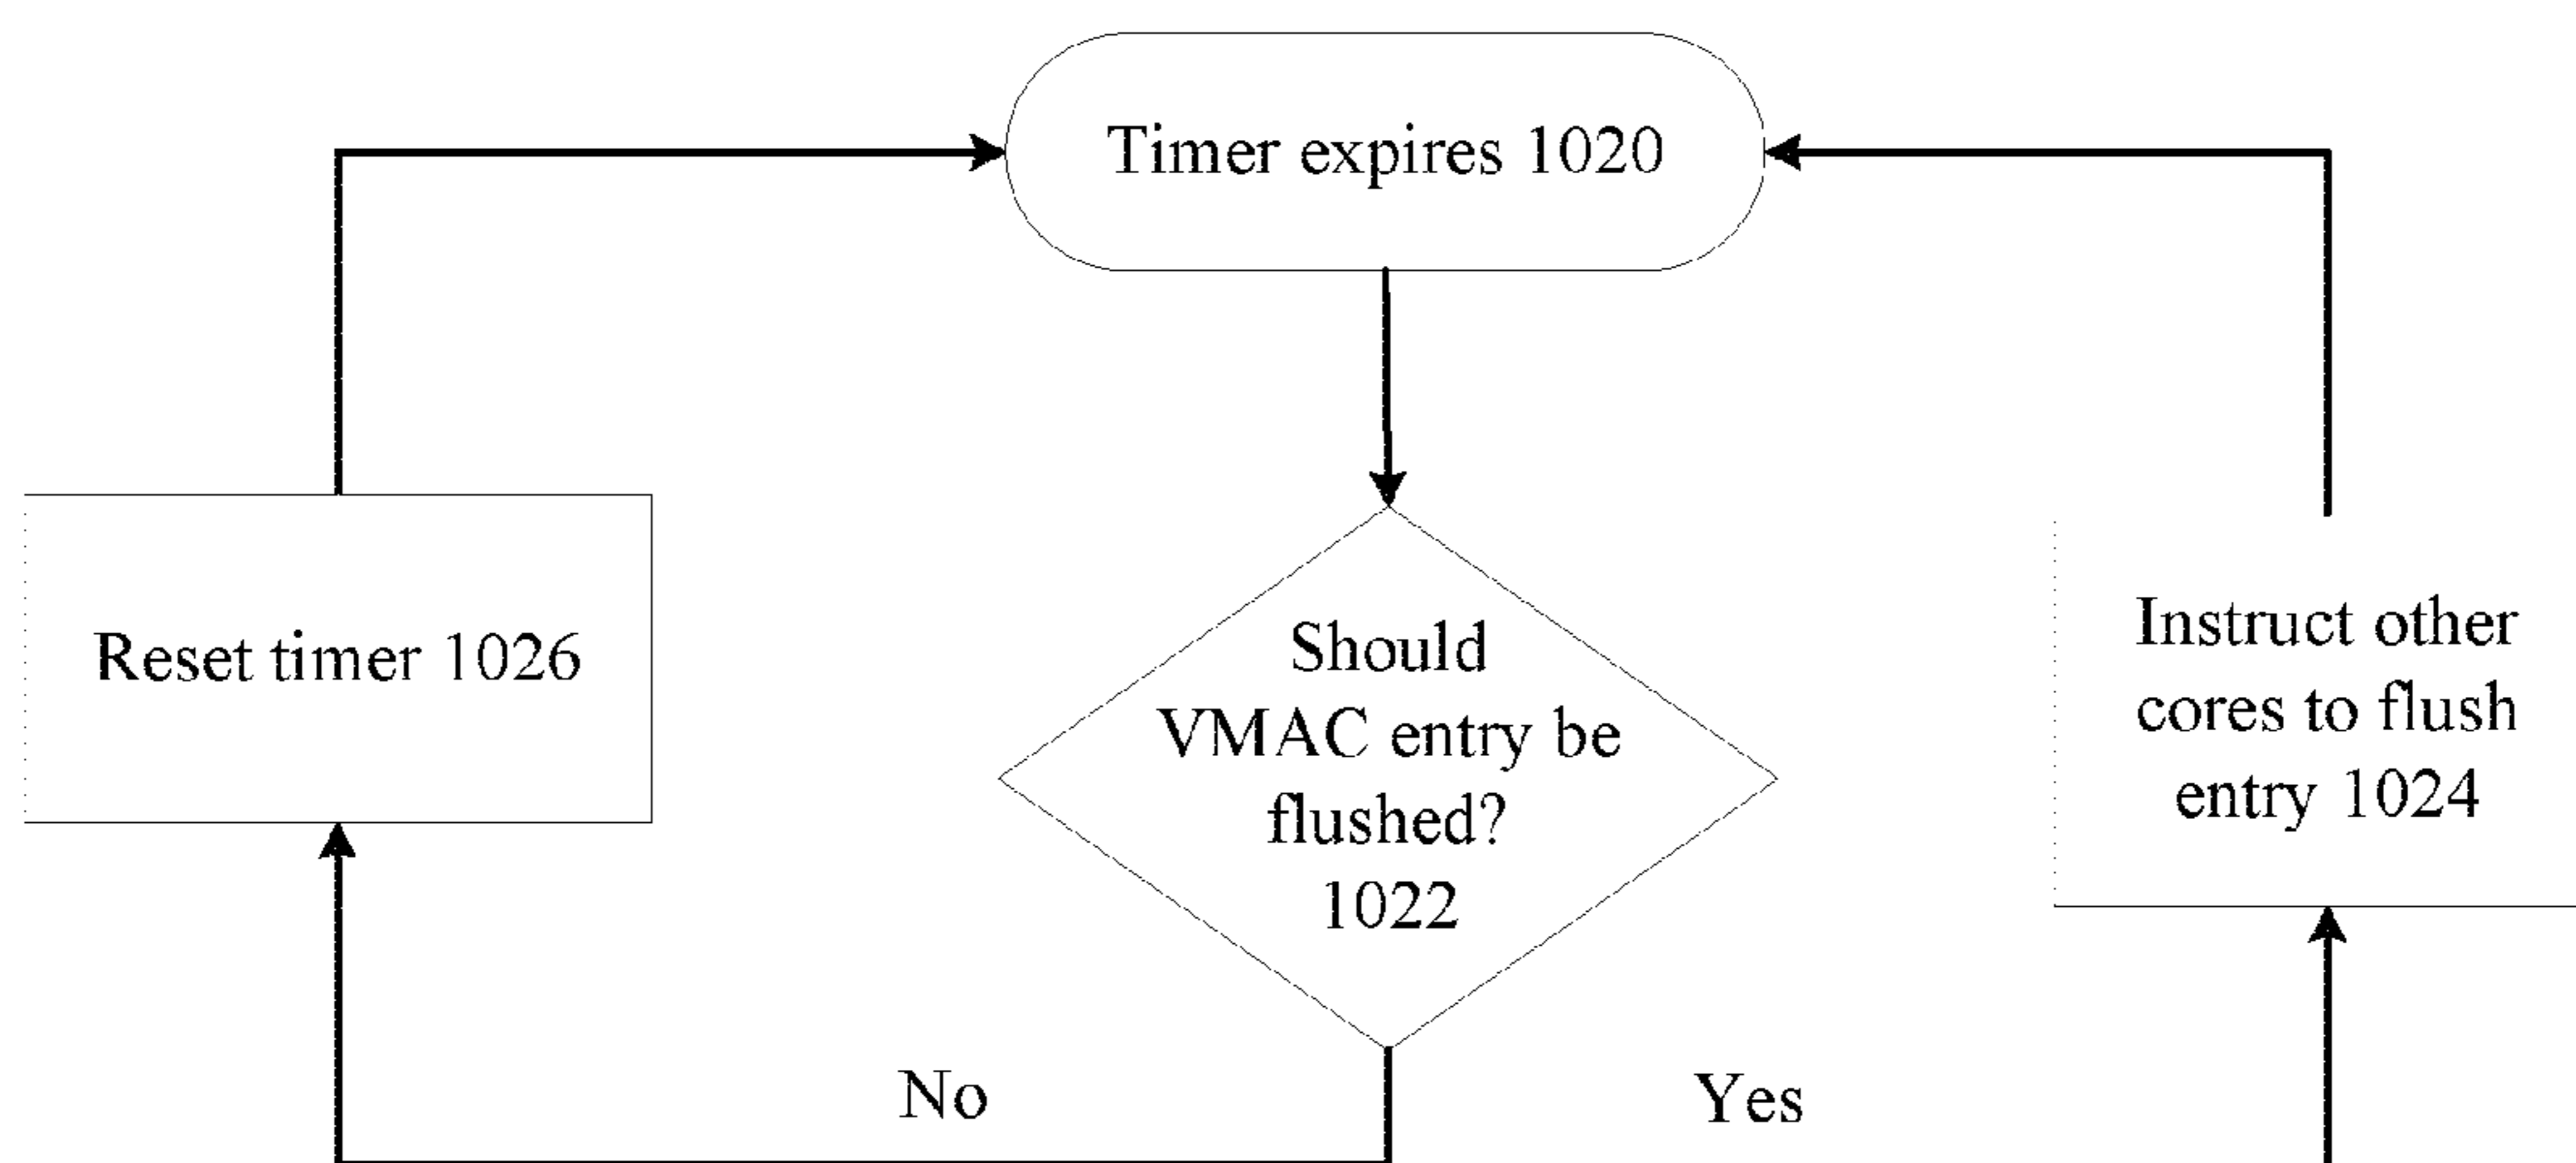 Timer expires 1020
Reset timer 1026
Should
VMAC entry be
flushed?
1022
Instruct other
cores to flush
entry 1024
No
Yes